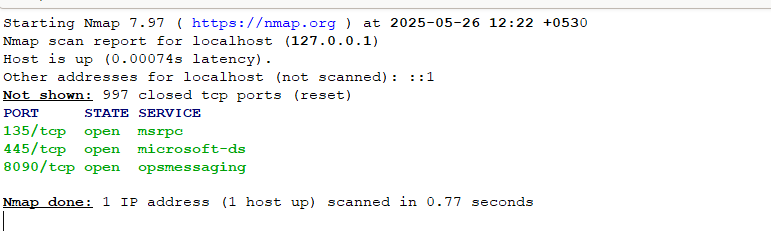 Starting Nmap 7.97 ( https://nmap.org ) at 2025-05-26 12:22 +0530
Nmap scan report for localhost (127.0.0.1)
Host is up (0.00074s latency).
Other addresses for localhost (not scanned): ::1
Not shown: 997 closed tcp ports (reset)
PORT     STATE SERVICE
135/tcp  open  msrpc
445/tcp  open  microsoft-ds
8090/tcp open  opsmessaging
Nmap done: 1 IP address (1 host up) scanned in 0.77 seconds